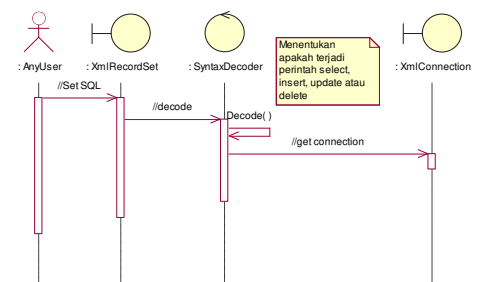 Menentukan
apakah terjadi
perintah select,
insert, update atau
delete
: AnyUser
: XmlRecordSet
: SyntaxDecoder
: XmlConnection
//Set SQL
//decode
Decode( )
//get connection